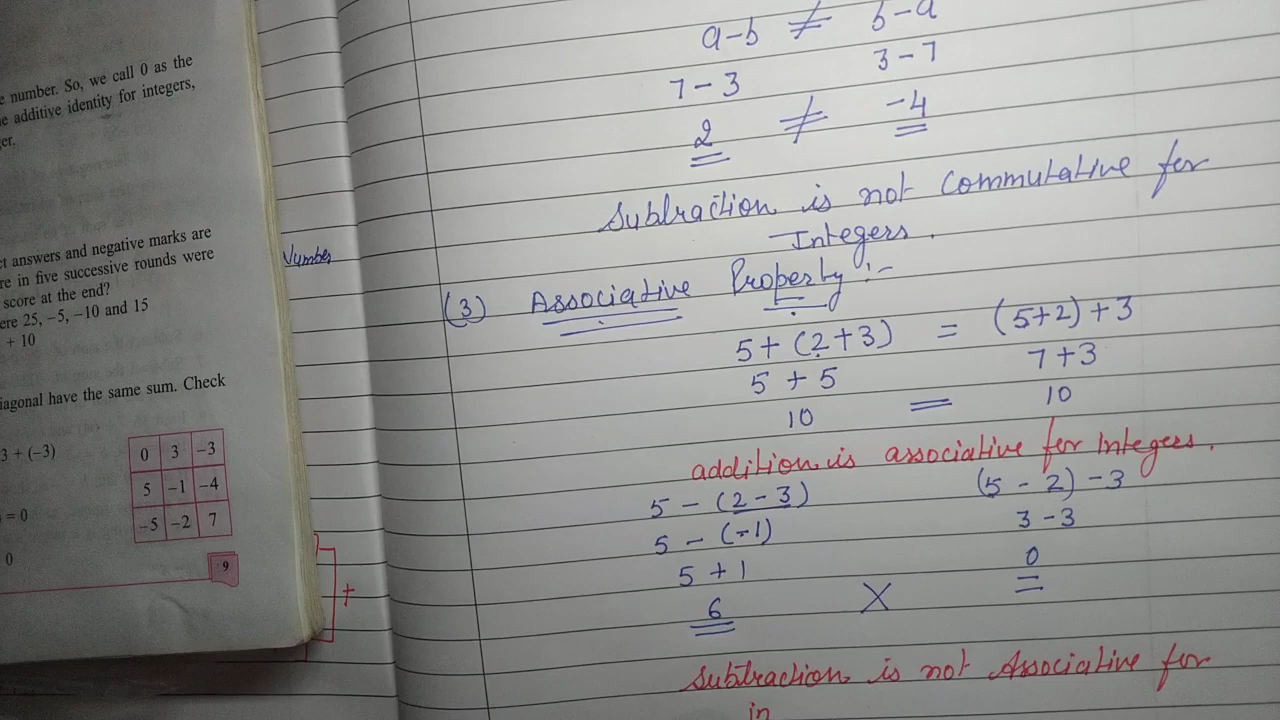 e number. So, we call 0 as the
e additive identity for integers,
er.
ct answers and negative marks are
re in five successive rounds were
score at the end?
ere 25, −5, −10 and 15
+ 10
iagonal have the same sum. Check
3 + (−3)
= 0
0
0 3 −3
5 −1 −4
−5 −2 7
9
+
Number
a-b ≠ b-a
7-3 3-7
2 ≠ -4
Subtraction is not Commutative for
Integers.
(3) Associative Property :-
5+(2+3) = (5+2)+3
5 + 5 7+3
10 = 10
addition is associative for Integers.
5 - (2-3) (5 - 2) -3
5 - (-1) 3-3
5 + 1 0
6 X
Subtraction is not Associative for
in